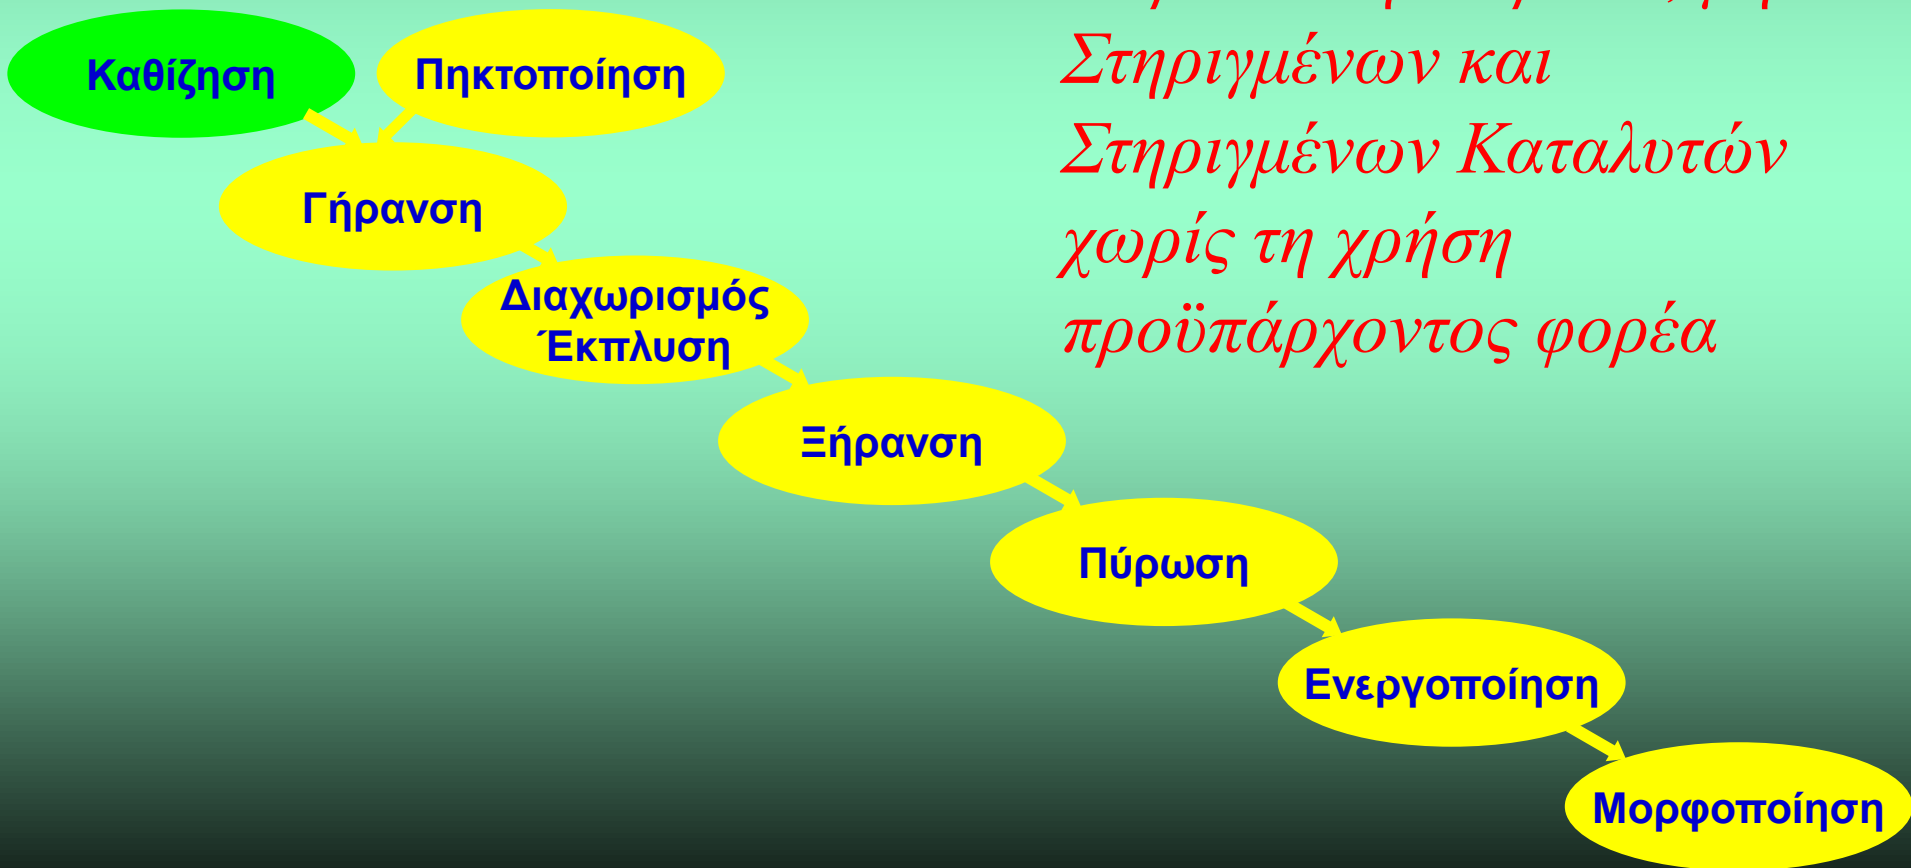 Στηριγμένων και
Στηριγμένων Καταλυτών
χωρίς τη χρήση
προϋπάρχοντος φορέα
Καθίζηση
Πηκτοποίηση
Γήρανση
Διαχωρισμός
Έκπλυση
Ξήρανση
Πύρωση
Ενεργοποίηση
Μορφοποίηση